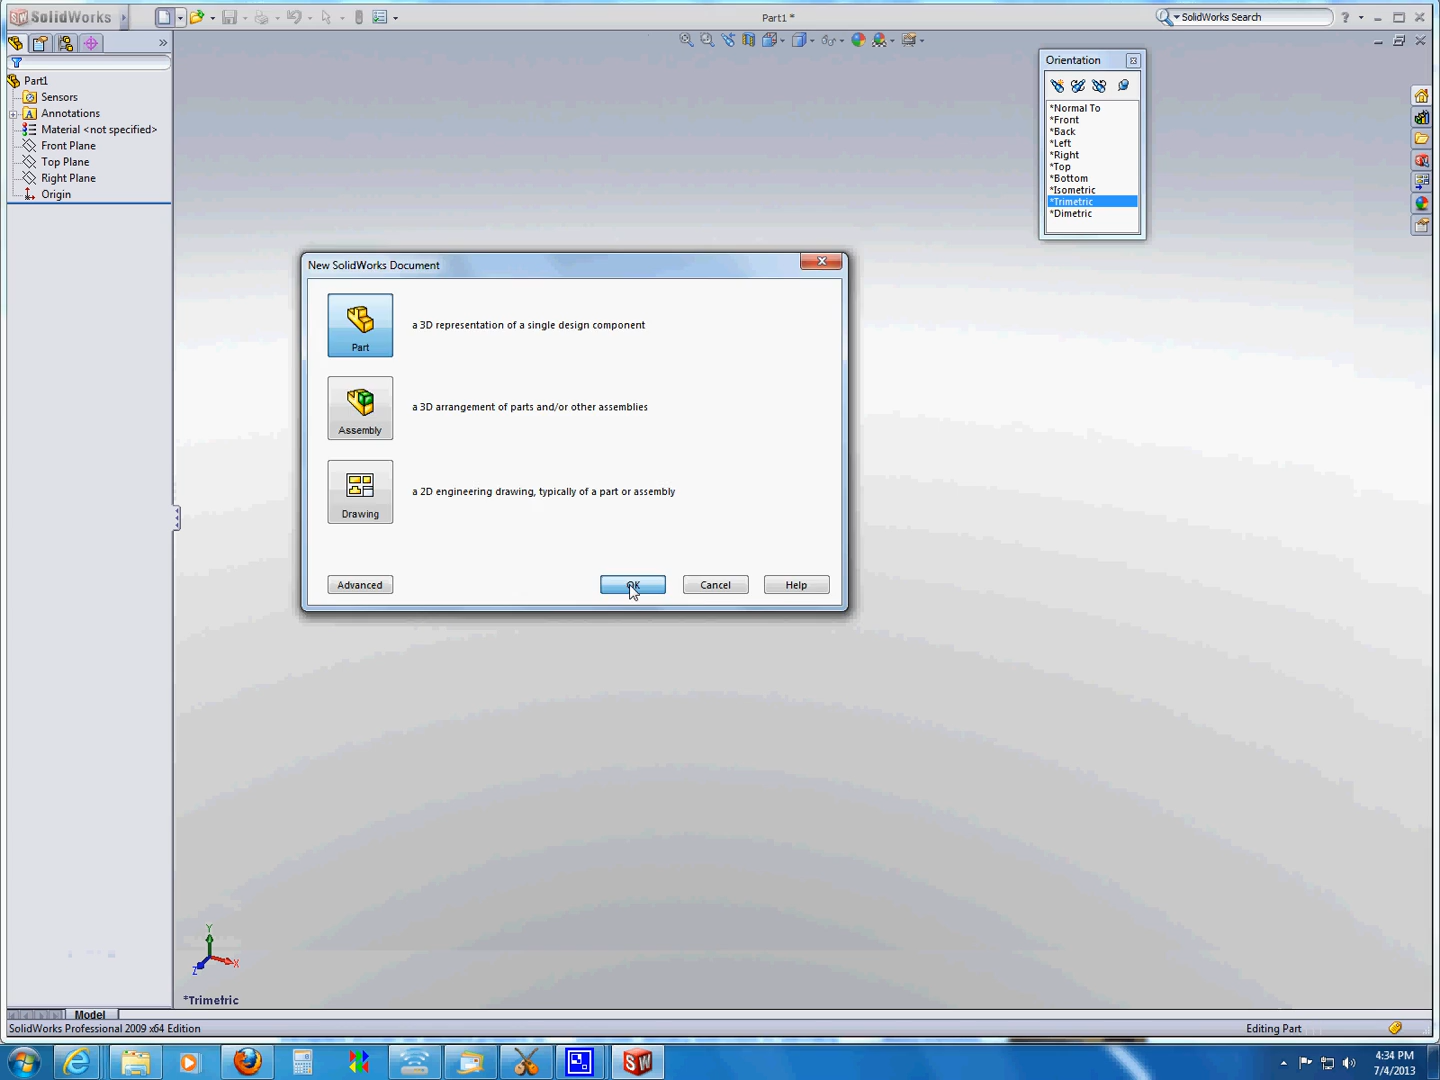 SolidWorks
Part1 *
SolidWorks Search
Part1
Sensors
Annotations
Material <not specified>
Front Plane
Top Plane
Right Plane
Origin
Orientation
*Normal To
*Front
*Back
*Left
*Right
*Top
*Bottom
*Isometric
*Trimetric
*Dimetric
New SolidWorks Document
Part
a 3D representation of a single design component
Assembly
a 3D arrangement of parts and/or other assemblies
Drawing
a 2D engineering drawing, typically of a part or assembly
Advanced
OK
Cancel
Help
Y
X
Z
*Trimetric
Model
SolidWorks Professional 2009 x64 Edition
Editing Part
SW
4:34 PM
7/4/2013